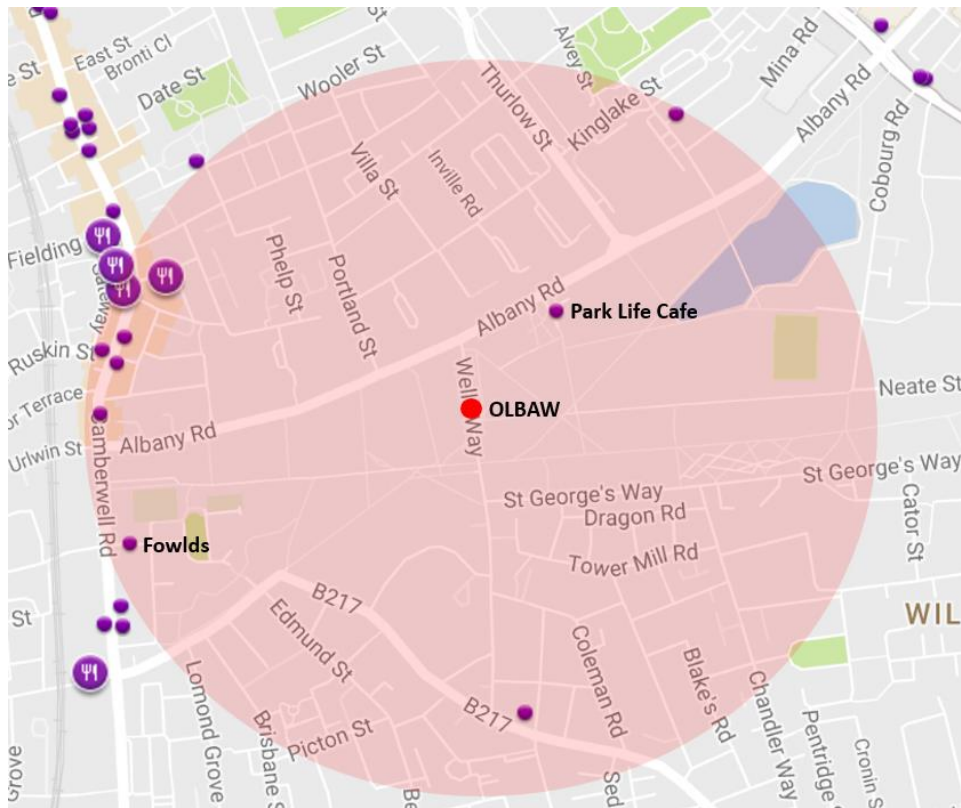 East St
Bronti Cl
e St
Date St
Wooler St
Alvey St
Mina Rd
Thurlow St
Kinglake St
Albany Rd
Cobourg Rd
Villa St
Inville Rd
Fielding
Gateway
Phelp St
Portland St
Albany Rd
Park Life Cafe
Ruskin St
or Terrace
Neate St
Well
Way
OLBAW
Urlwin St
Albany Rd
Camberwell Rd
St George's Way
St George's Way
Dragon Rd
Cator St
Fowlds
Tower Mill Rd
B217
St
WIL
Edmund St
Coleman Rd
Blake's Rd
Lomond Grove
Chandler Way
B217
Brisbane S
Picton St
Pentridge S
Cronin S
Grove
Be
Sed